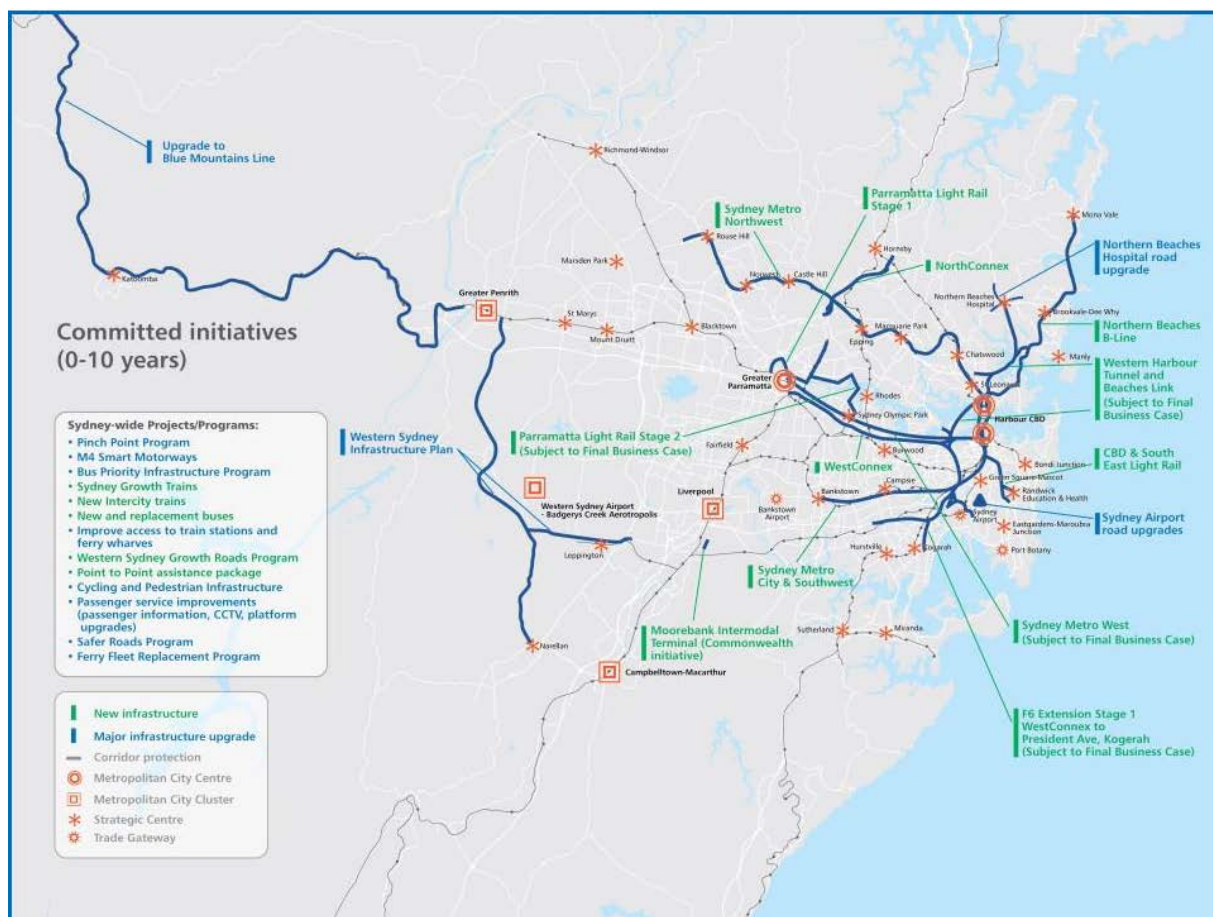 Upgrade to
Blue Mountains Line
Richmond-Windsor
Parramatta Light Rail
Stage 1
Sydney Metro
Northwest
Mona Vale
Rouse Hill
Hornsby
Northern Beaches
Hospital road
upgrade
Marsden Park
NorthConnex
Katoomba
Norwest
Castle Hill
Northern Beaches
Hospital
Greater Penrith
Brookvale-Dee Why
St Marys
Mount Druitt
Blacktown
Macquarie Park
Epping
Northern Beaches
B-Line
Committed initiatives
(0-10 years)
Chatswood
Manly
Western Harbour
Tunnel and
Beaches Link
(Subject to Final
Business Case)
Greater
Parramatta
St Leonards
Rhodes
Harbour CBD
Sydney Olympic Park
Sydney-wide Projects/Programs:
• Pinch Point Program
• M4 Smart Motorways
• Bus Priority Infrastructure Program
• Sydney Growth Trains
• New Intercity trains
• New and replacement buses
• Improve access to train stations and
ferry wharves
• Western Sydney Growth Roads Program
• Point to Point assistance package
• Cycling and Pedestrian Infrastructure
• Passenger service improvements
(passenger information, CCTV, platform
upgrades)
• Safer Roads Program
• Ferry Fleet Replacement Program
Western Sydney
Infrastructure Plan
Parramatta Light Rail Stage 2
(Subject to Final Business Case)
Fairfield
Burwood
WestConnex
Bondi Junction
CBD & South
East Light Rail
Green Square-Mascot
Campsie
Bankstown
Randwick
Education & Health
Liverpool
Western Sydney Airport
- Badgerys Creek Aerotropolis
Bankstown
Airport
Sydney
Airport
Sydney Airport
road upgrades
Eastgardens-Maroubra
Junction
Leppington
Hurstville
Kogarah
Port Botany
Sydney Metro
City & Southwest
Moorebank Intermodal
Terminal (Commonwealth
initiative)
Sutherland
Miranda
Sydney Metro West
(Subject to Final Business Case)
Narellan
Campbelltown-Macarthur
F6 Extension Stage 1
WestConnex to
President Ave, Kogerah
(Subject to Final Business Case)
New infrastructure
Major infrastructure upgrade
Corridor protection
Metropolitan City Centre
Metropolitan City Cluster
Strategic Centre
Trade Gateway